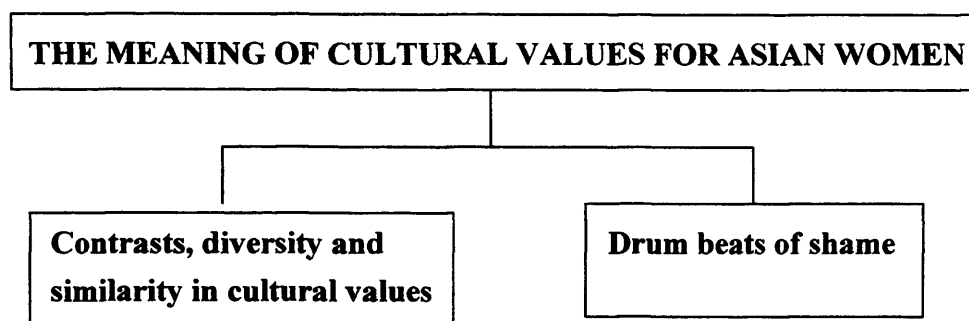 THE MEANING OF CULTURAL VALUES FOR ASIAN WOMEN
Contrasts, diversity and
similarity in cultural values
Drum beats of shame